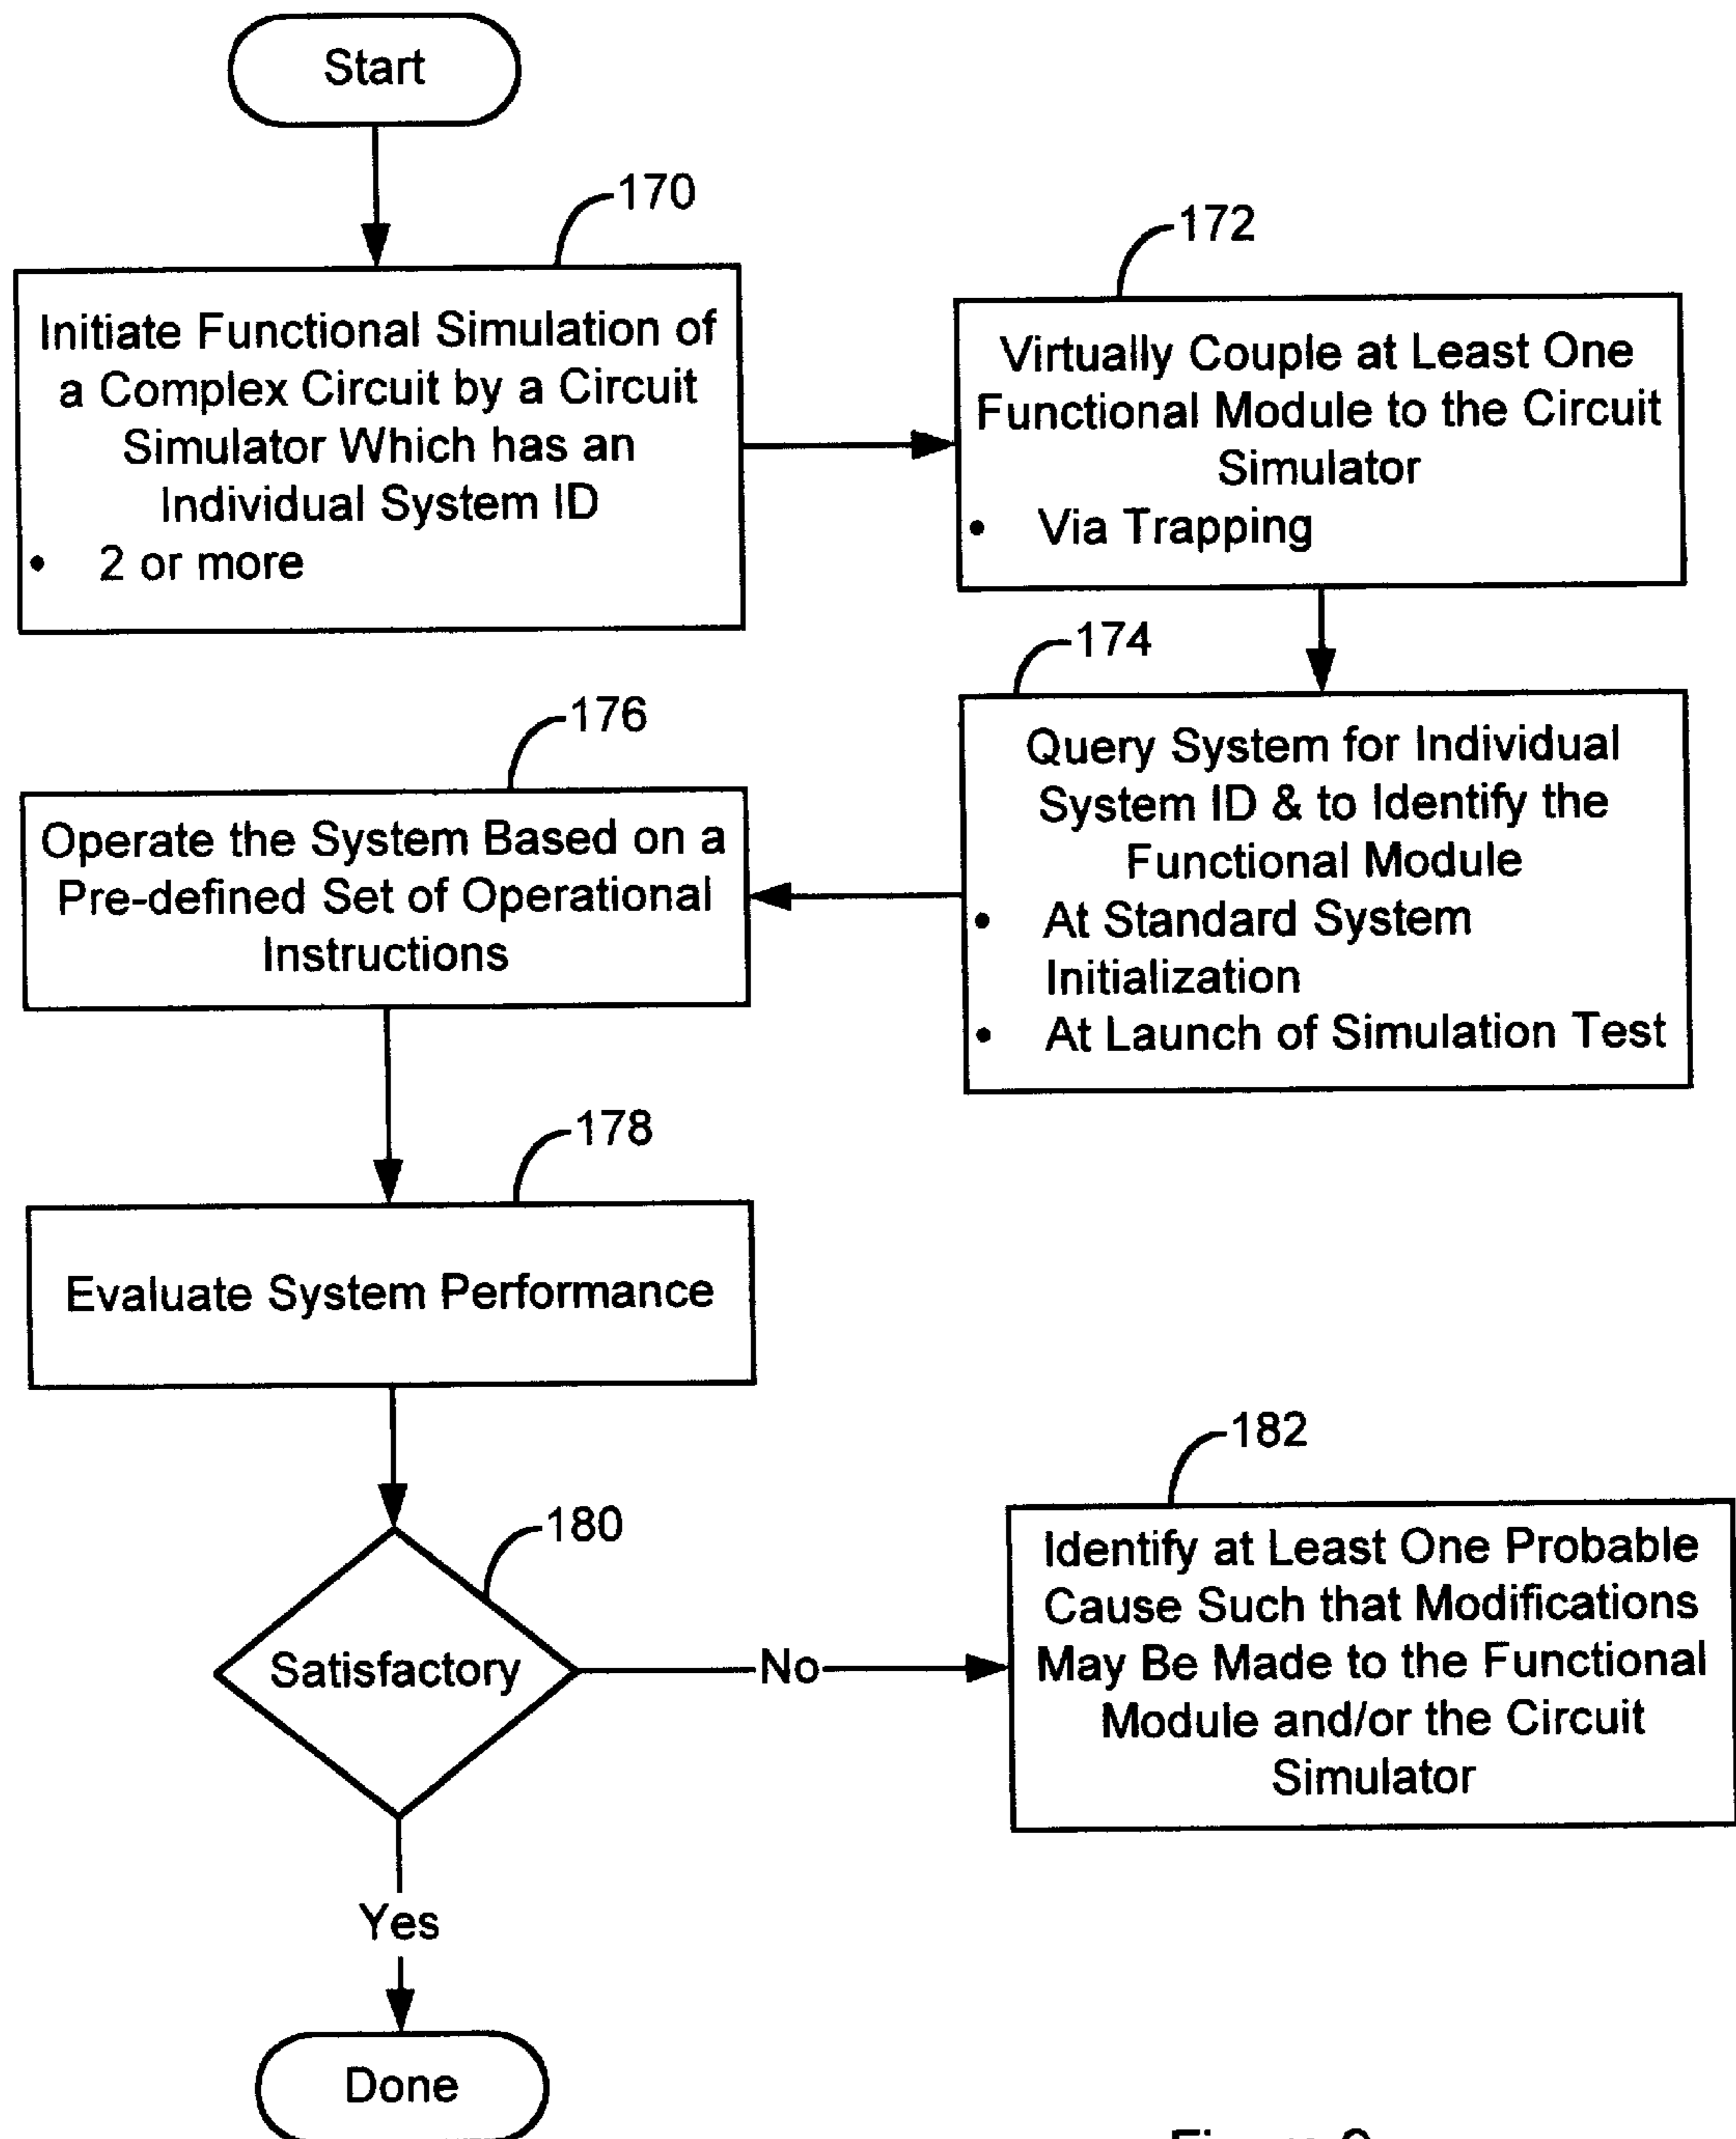 Start
170
Initiate Functional Simulation of
a Complex Circuit by a Circuit
Simulator Which has an
Individual System ID
• 2 or more
172
Virtually Couple at Least One
Functional Module to the Circuit
Simulator
• Via Trapping
174
Query System for Individual
System ID & to Identify the
Functional Module
• At Standard System
Initialization
• At Launch of Simulation Test
176
Operate the System Based on a
Pre-defined Set of Operational
Instructions
178
Evaluate System Performance
180
Satisfactory
No
182
Identify at Least One Probable
Cause Such that Modifications
May Be Made to the Functional
Module and/or the Circuit
Simulator
Yes
Done